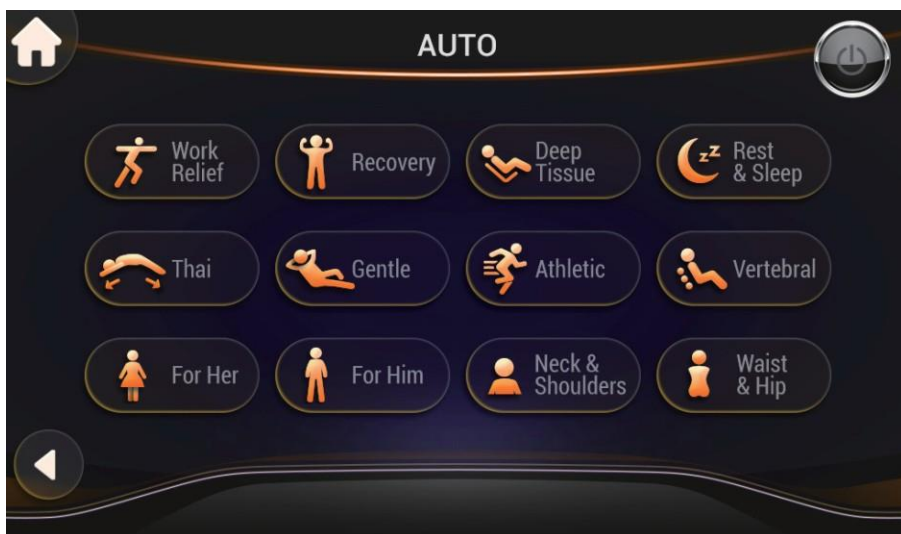 AUTO
Work
Relief
Recovery
Deep
Tissue
zZ
Rest
& Sleep
Thai
Gentle
Athletic
Vertebral
For Her
For Him
Neck &
Shoulders
Waist
& Hip